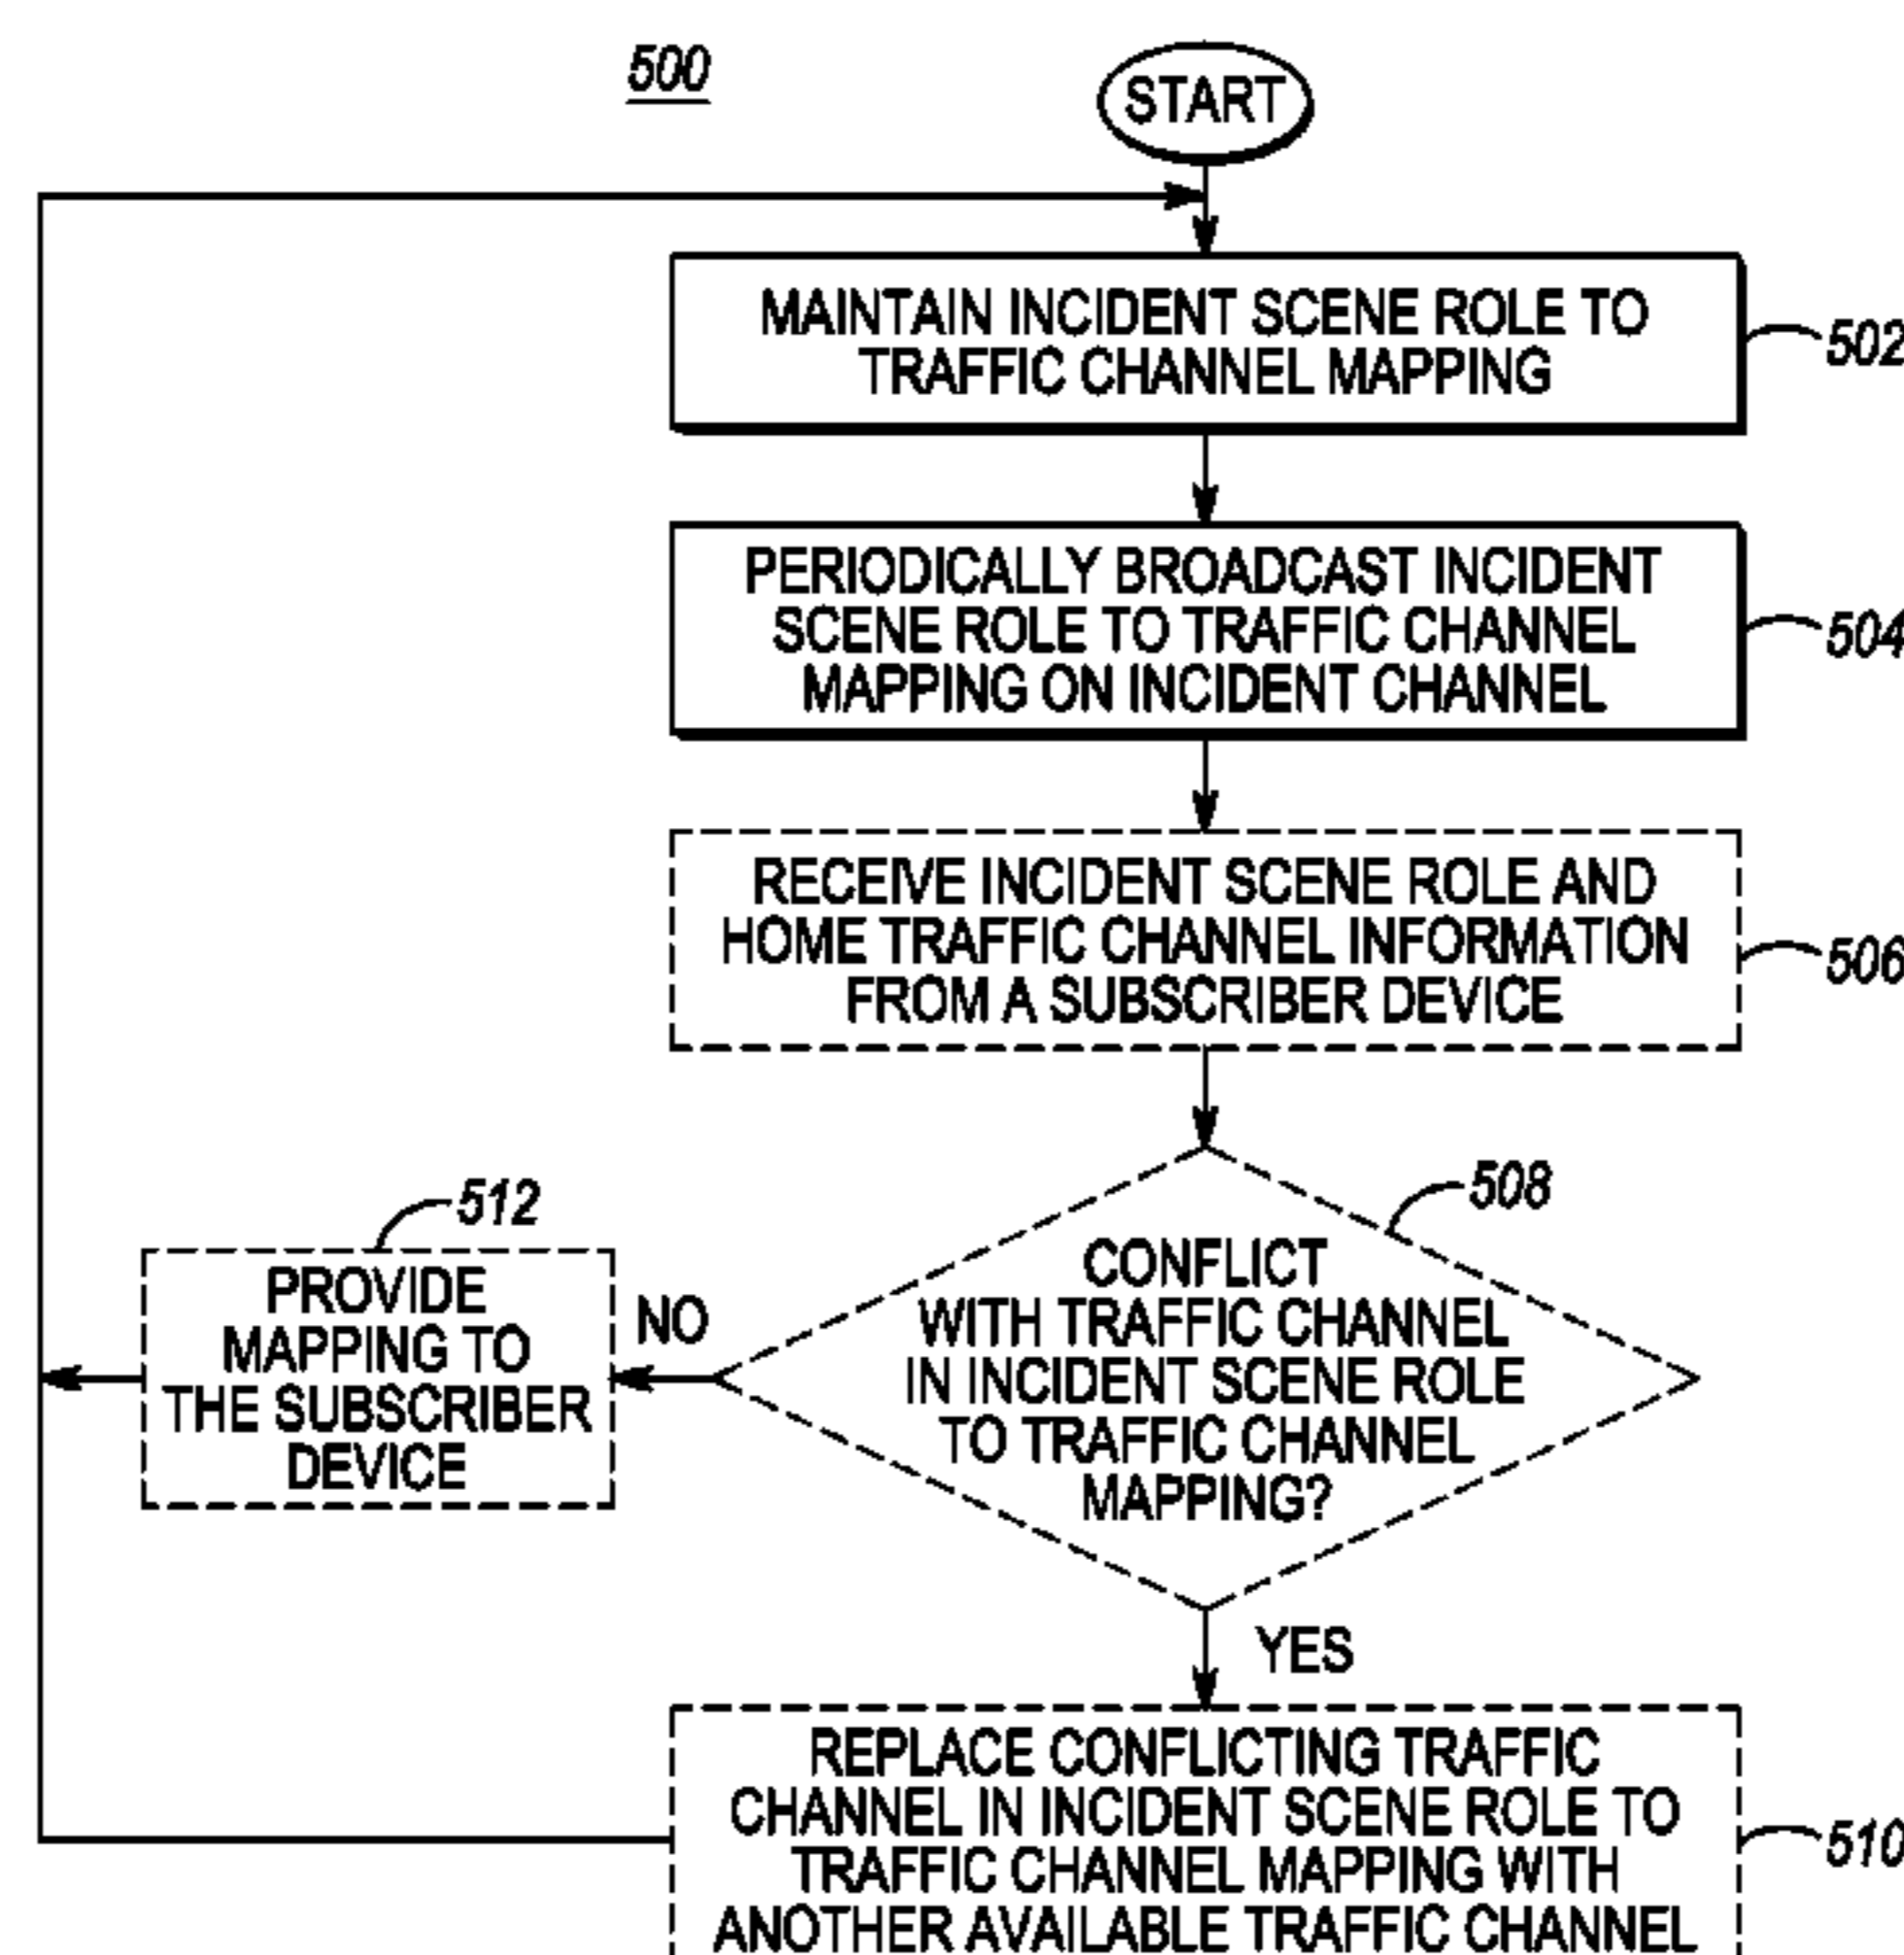 500
START
MAINTAIN INCIDENT SCENE ROLE TO
TRAFFIC CHANNEL MAPPING
502
PERIODICALLY BROADCAST INCIDENT
SCENE ROLE TO TRAFFIC CHANNEL
MAPPING ON INCIDENT CHANNEL
504
RECEIVE INCIDENT SCENE ROLE AND
HOME TRAFFIC CHANNEL INFORMATION
FROM A SUBSCRIBER DEVICE
506
508
CONFLICT
WITH TRAFFIC CHANNEL
IN INCIDENT SCENE ROLE
TO TRAFFIC CHANNEL
MAPPING?
NO
512
PROVIDE
MAPPING TO
THE SUBSCRIBER
DEVICE
YES
REPLACE CONFLICTING TRAFFIC
CHANNEL IN INCIDENT SCENE ROLE TO
TRAFFIC CHANNEL MAPPING WITH
ANOTHER AVAILABLE TRAFFIC CHANNEL
510